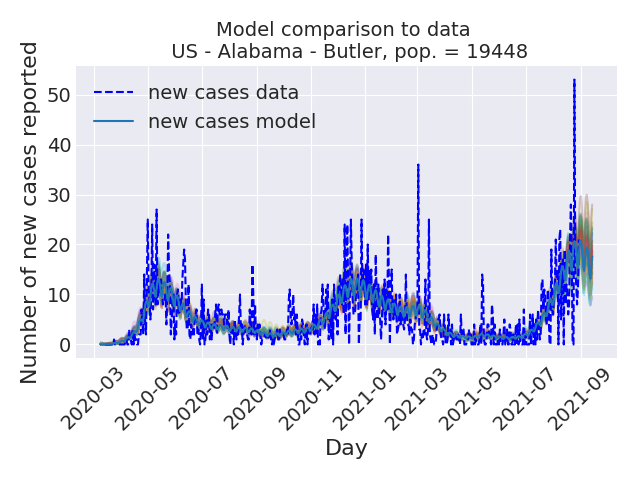 Model comparison to data
US - Alabama - Butler, pop. = 19448
Number of new cases reported
50
40
30
20
10
0
new cases data
new cases model
2020-03
2020-05
2020-07
2020-09
2020-11
2021-01
2021-03
2021-05
2021-07
2021-09
Day